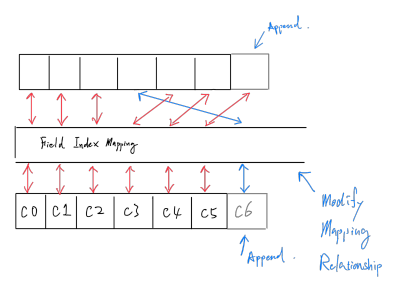 Append.
Field Index Mapping
C0 C1 C2 C3 C4 C5 C6
Modify
Mapping
Relationship
Append.